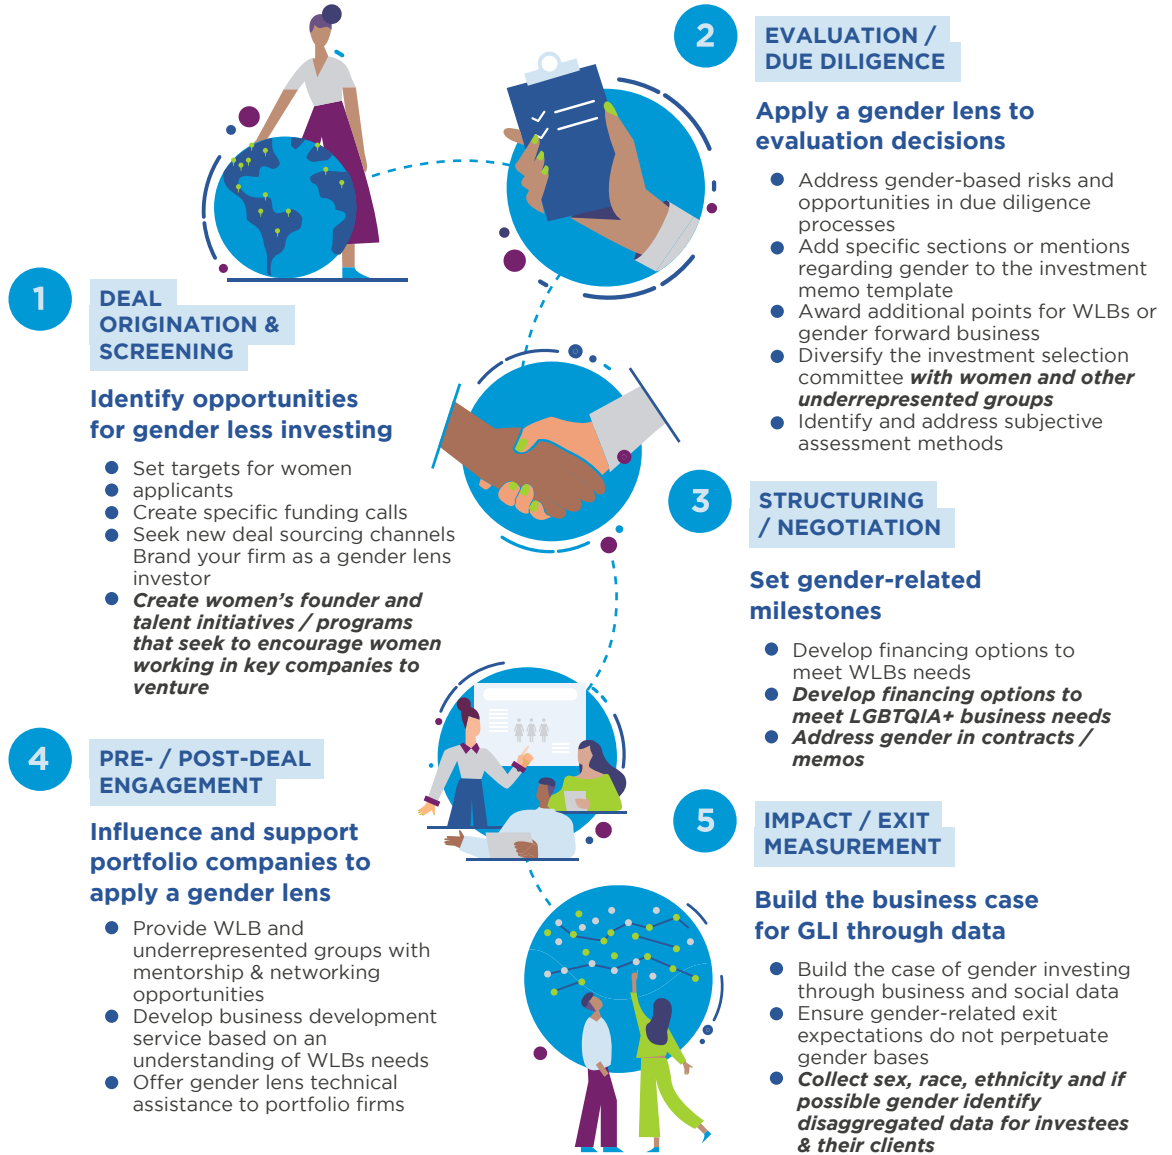 1
DEAL
ORIGINATION &
SCREENING
Identify opportunities
for gender less investing
● Set targets for women
● applicants
● Create specific funding calls
● Seek new deal sourcing channels
Brand your firm as a gender lens
investor
● Create women’s founder and
talent initiatives / programs
that seek to encourage women
working in key companies to
venture
2
EVALUATION /
DUE DILIGENCE
Apply a gender lens to
evaluation decisions
● Address gender-based risks and
opportunities in due diligence
processes
● Add specific sections or mentions
regarding gender to the investment
memo template
● Award additional points for WLBs or
gender forward business
● Diversify the investment selection
committee with women and other
underrepresented groups
● Identify and address subjective
assessment methods
3
STRUCTURING
/ NEGOTIATION
Set gender-related
milestones
● Develop financing options to
meet WLBs needs
● Develop financing options to
meet LGBTQIA+ business needs
● Address gender in contracts /
memos
4
PRE- / POST-DEAL
ENGAGEMENT
Influence and support
portfolio companies to
apply a gender lens
● Provide WLB and
underrepresented groups with
mentorship & networking
opportunities
● Develop business development
service based on an
understanding of WLBs needs
● Offer gender lens technical
assistance to portfolio firms
5
IMPACT / EXIT
MEASUREMENT
Build the business case
for GLI through data
● Build the case of gender investing
through business and social data
● Ensure gender-related exit
expectations do not perpetuate
gender bases
● Collect sex, race, ethnicity and if
possible gender identify
disaggregated data for investees
& their clients